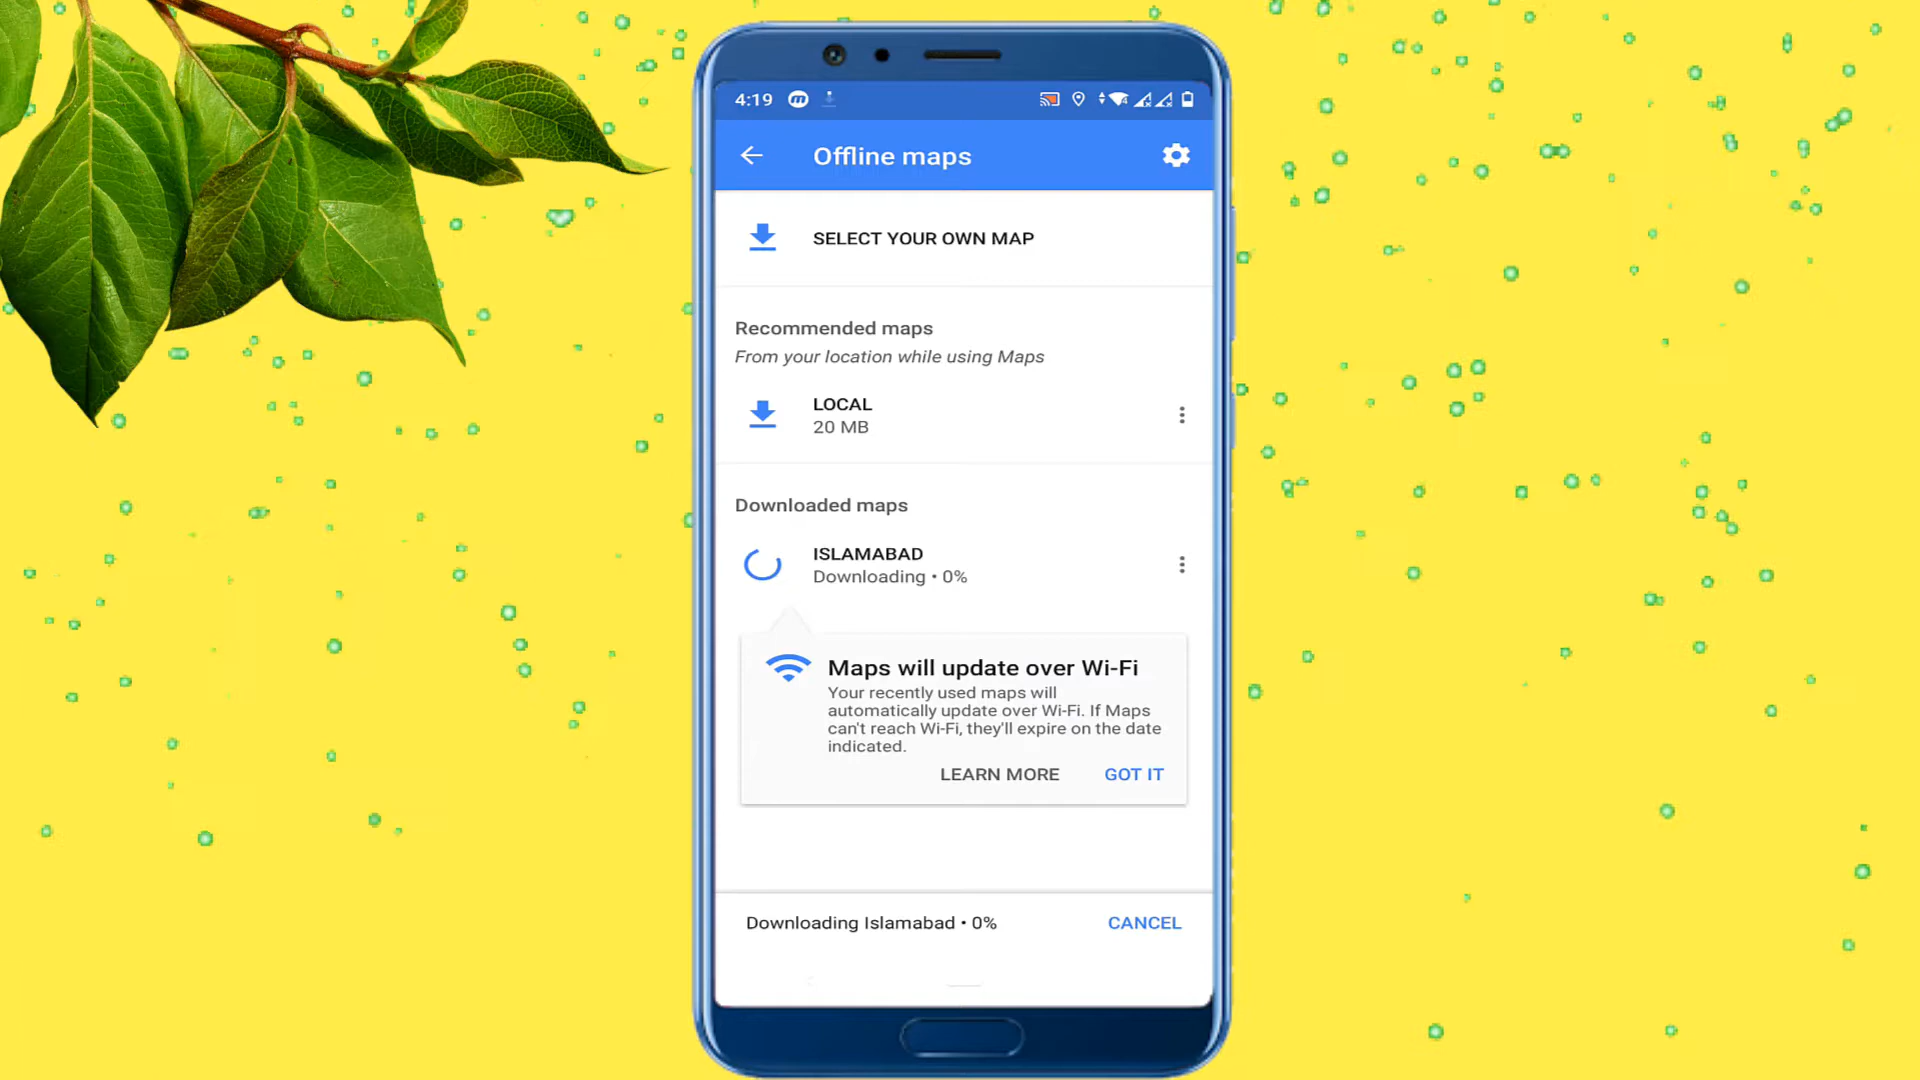 4:19
Offline maps
SELECT YOUR OWN MAP
Recommended maps
From your location while using Maps
LOCAL
20 MB
Downloaded maps
ISLAMABAD
Downloading • 0%
Maps will update over Wi-Fi
Your recently used maps will
automatically update over Wi-Fi. If Maps
can't reach Wi-Fi, they'll expire on the date
indicated.
LEARN MORE GOT IT
Downloading Islamabad • 0% CANCEL